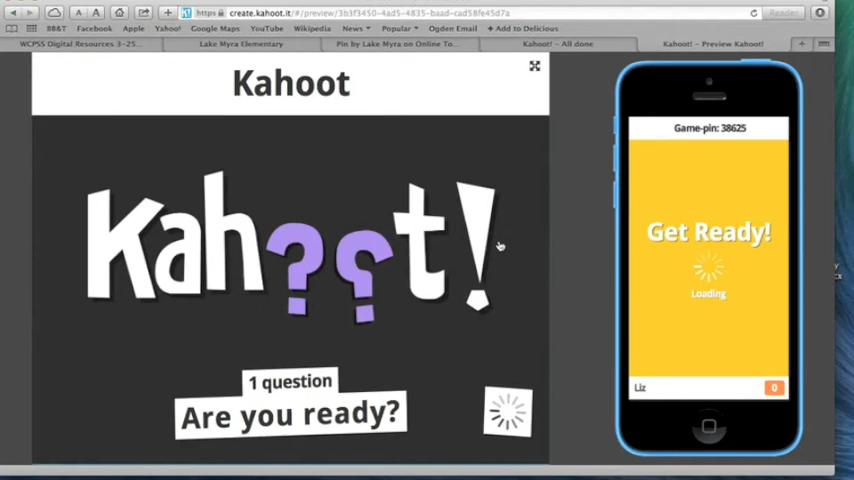 https create.kahoot.it/#/preview/3b3f3450-4ad5-4835-baad-cad58fe45d7a Reader
A A
BB&T Facebook Apple Yahoo! Google Maps YouTube Wikipedia News Popular Ogden Email + Add to Delicious
WCPSS Digital Resources 3-25... Lake Myra Elementary Pin by Lake Myra on Online To... Kahoot! – All done Kahoot! – Preview Kahoot!
Kahoot
Kah??t!
1 question
Are you ready?
Game-pin: 38625
Get Ready!
Loading
Liz 0